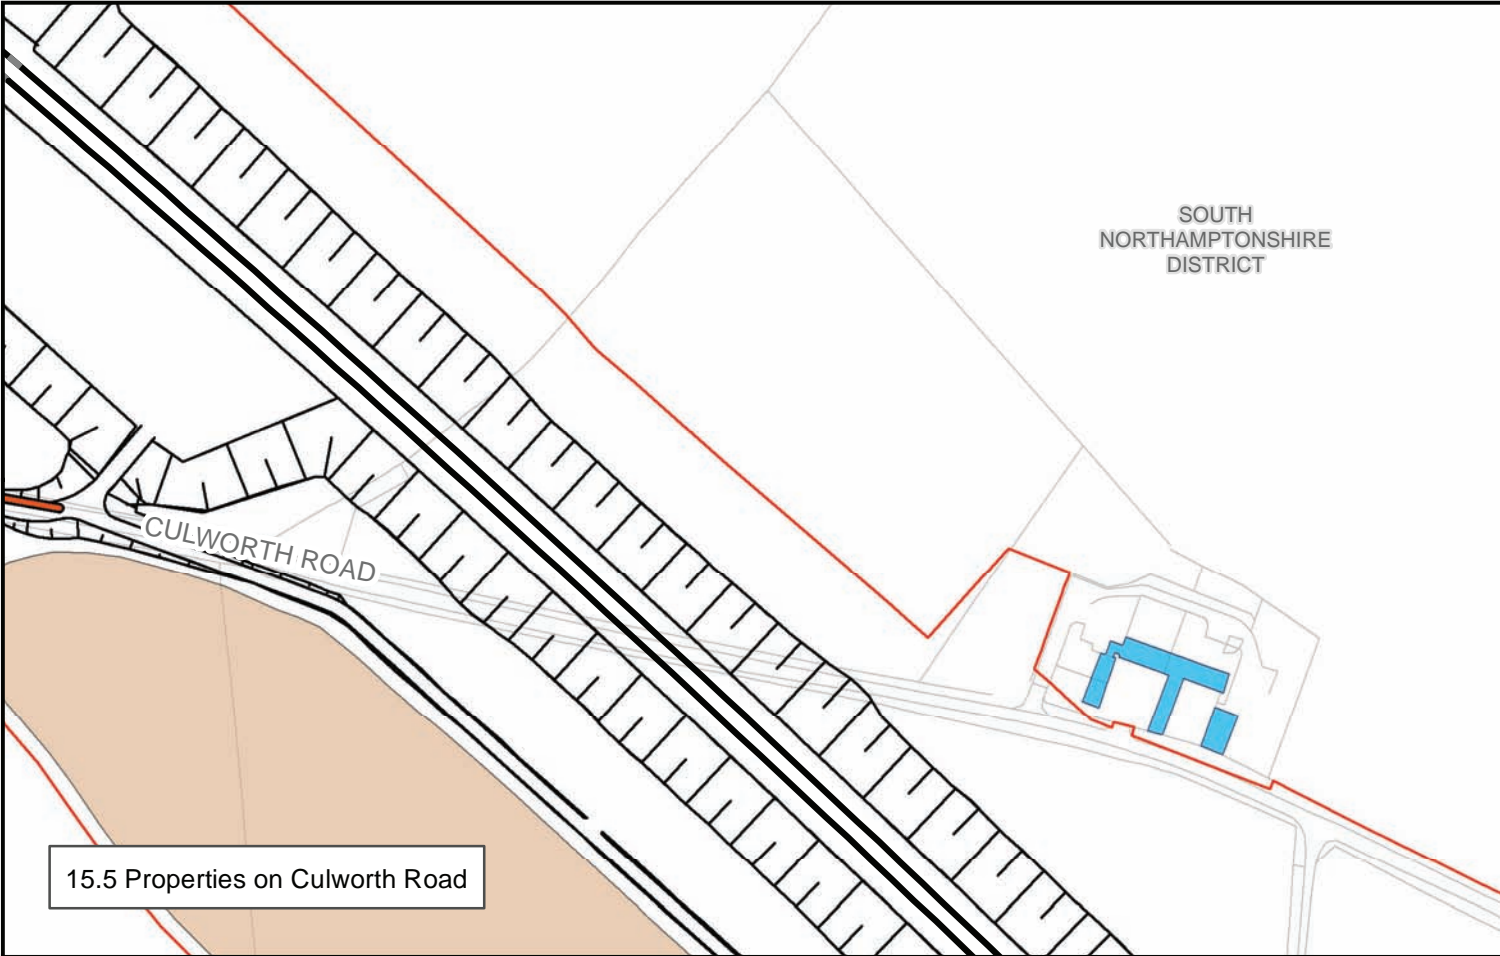 SOUTH
NORTHAMPTONSHIRE
DISTRICT
CULWORTH ROAD
15.5 Properties on Culworth Road